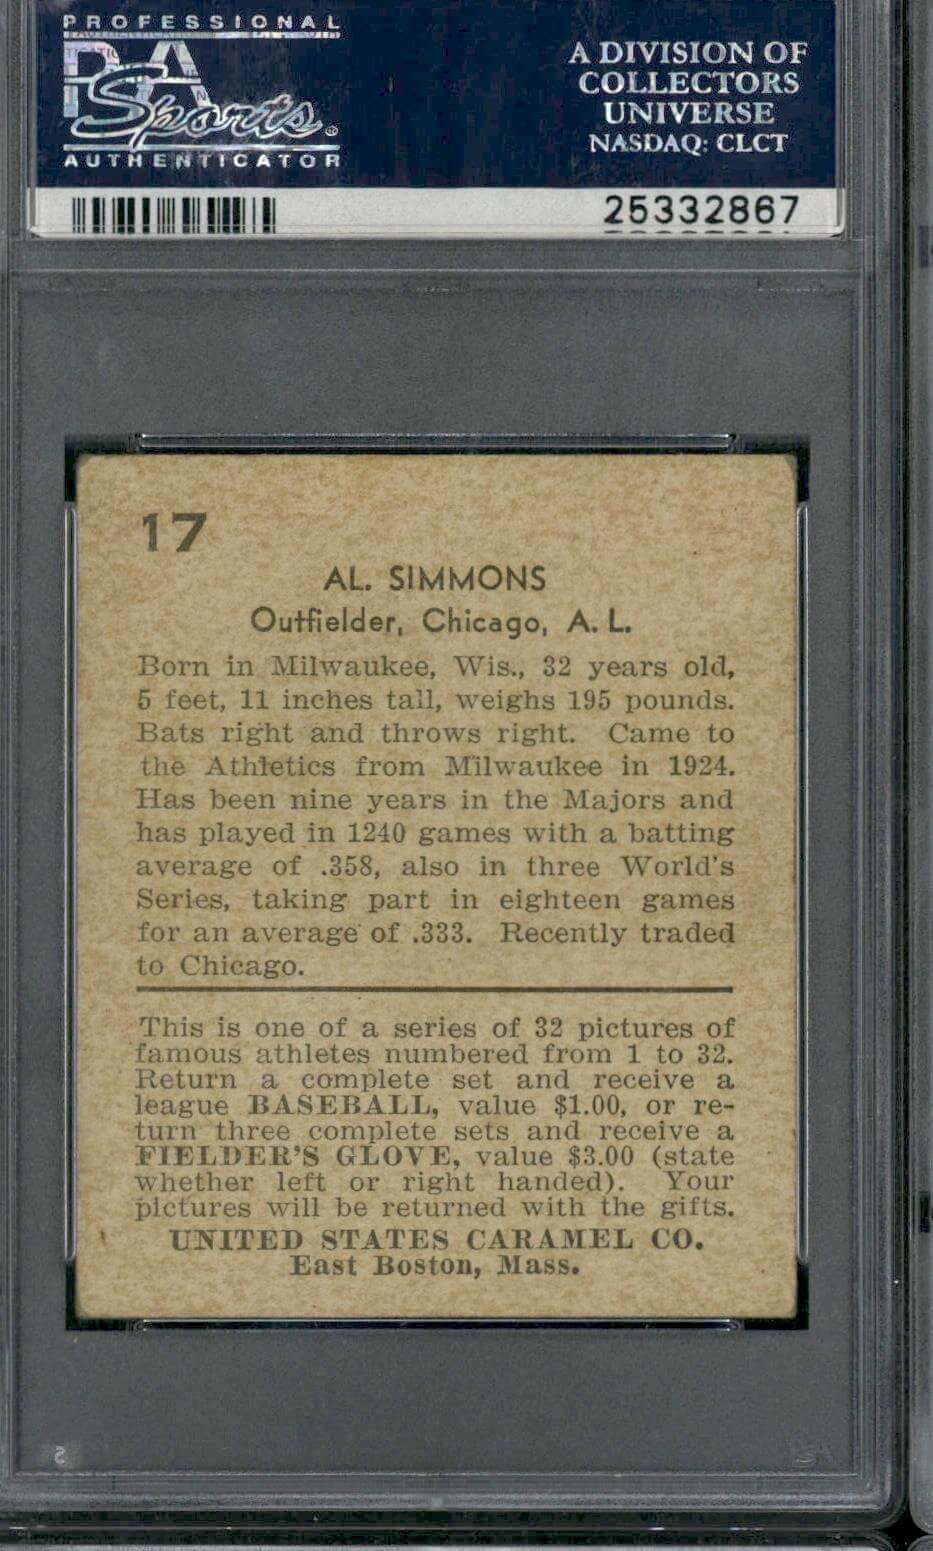 PROFESSIONAL
PSA
Sports
AUTHENTICATOR
A DIVISION OF
COLLECTORS
UNIVERSE
NASDAQ: CLCT
25332867
17
AL. SIMMONS
Outfielder, Chicago, A. L.
Born in Milwaukee, Wis., 32 years old,
5 feet, 11 inches tall, weighs 195 pounds.
Bats right and throws right. Came to
the Athletics from Milwaukee in 1924.
Has been nine years in the Majors and
has played in 1240 games with a batting
average of .358, also in three World's
Series, taking part in eighteen games
for an average of .333. Recently traded
to Chicago.
This is one of a series of 32 pictures of
famous athletes numbered from 1 to 32.
Return a complete set and receive a
league BASEBALL, value $1.00, or re-
turn three complete sets and receive a
FIELDER'S GLOVE, value $3.00 (state
whether left or right handed). Your
pictures will be returned with the gifts.
UNITED STATES CARAMEL CO.
East Boston, Mass.